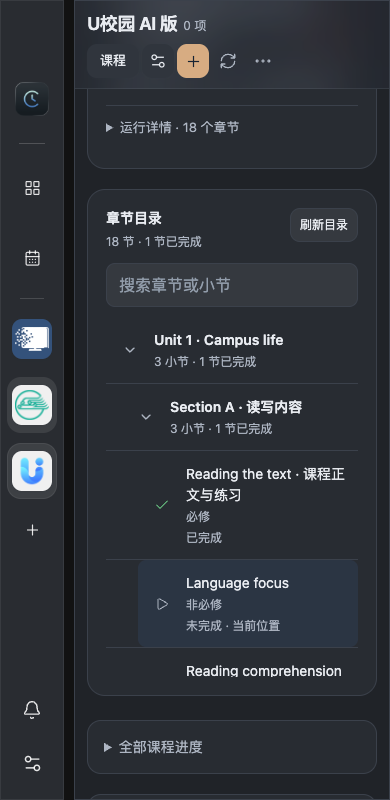 U校园 AI 版 0 项
课程
运行详情 · 18 个章节
章节目录
18 节 · 1 节已完成
刷新目录
搜索章节或小节
Unit 1 · Campus life
3 小节 · 1 节已完成
Section A · 读写内容
3 小节 · 1 节已完成
Reading the text · 课程正
文与练习
必修
已完成
Language focus
非必修
未完成 · 当前位置
Reading comprehension
全部课程进度